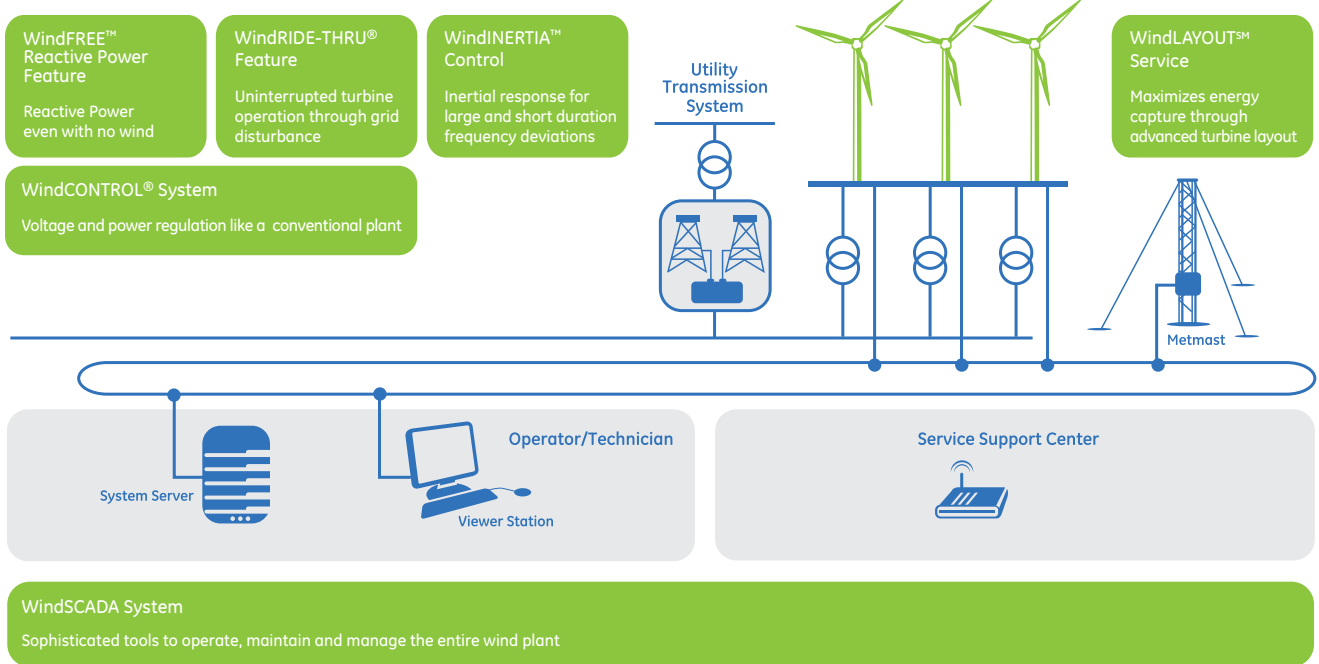 WindFREE™
Reactive Power
Feature
Reactive Power
even with no wind
WindRIDE-THRU®
Feature
Uninterrupted turbine
operation through grid
disturbance
WindINERTIA™
Control
Inertial response for
large and short duration
frequency deviations
Utility
Transmission
System
WindLAYOUT℠
Service
Maximizes energy
capture through
advanced turbine layout
WindCONTROL® System
Voltage and power regulation like a conventional plant
Metmast
Operator/Technician
System Server
Viewer Station
Service Support Center
WindSCADA System
Sophisticated tools to operate, maintain and manage the entire wind plant